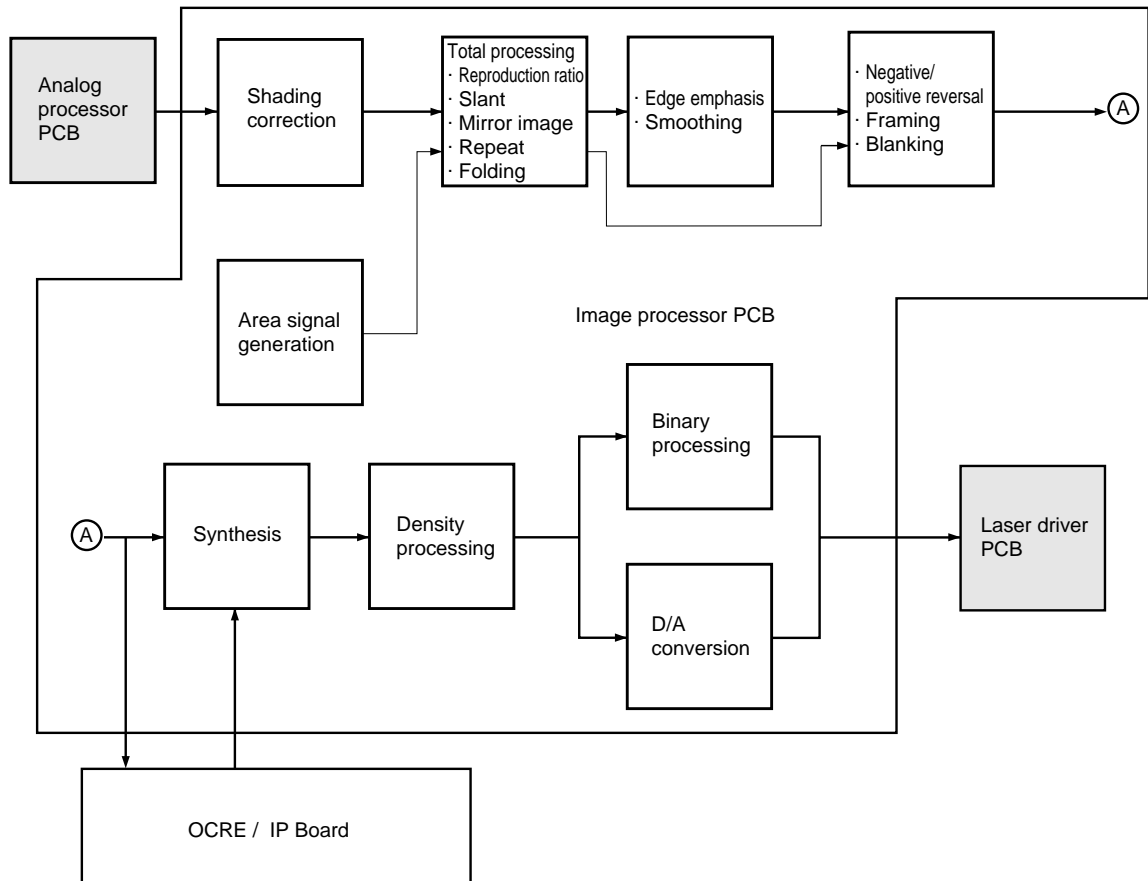 Analog
processor
PCB
Shading
correction
Total processing
· Reproduction ratio
· Slant
· Mirror image
· Repeat
· Folding
· Edge emphasis
· Smoothing
· Negative/
positive reversal
· Framing
· Blanking
A
Area signal
generation
Image processor PCB
Binary
processing
A
Synthesis
Density
processing
Laser driver
PCB
D/A
conversion
OCRE / IP Board